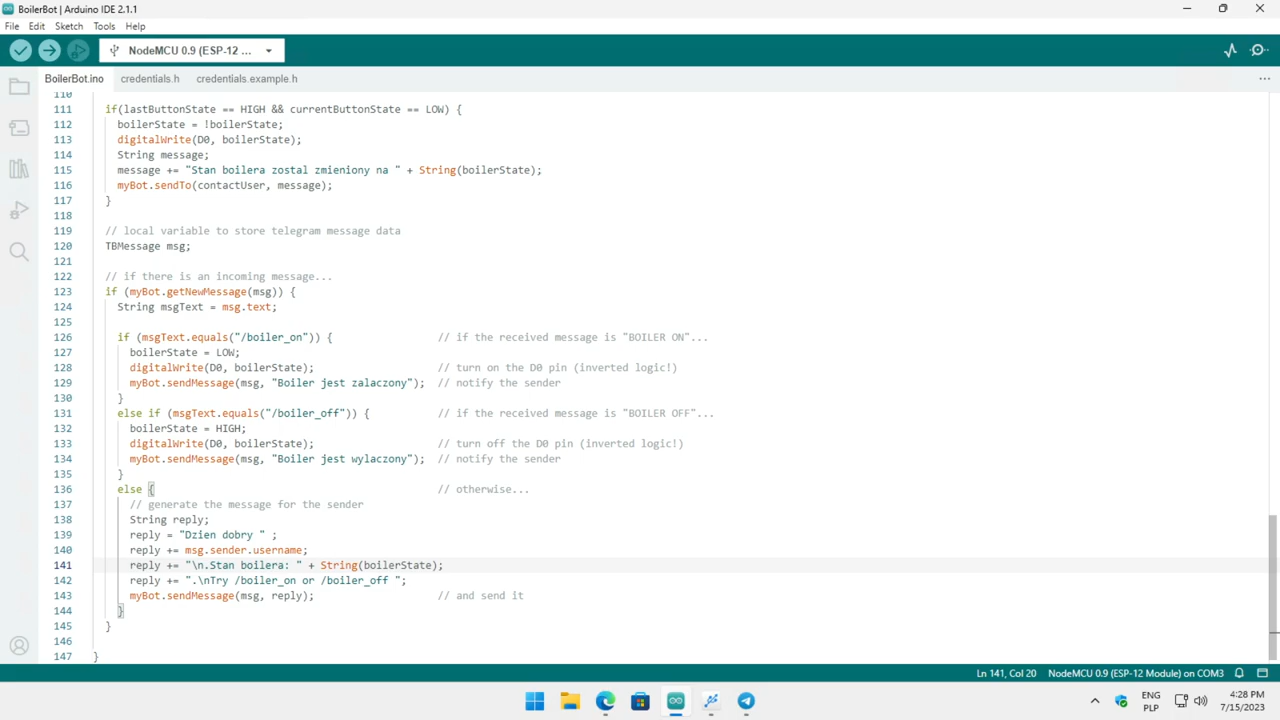 BoilerBot | Arduino IDE 2.1.1
File Edit Sketch Tools Help
NodeMCU 0.9 (ESP-12 ...
BoilerBot.ino credentials.h credentials.example.h
110
111 if(lastButtonState == HIGH && currentButtonState == LOW) {
112 boilerState = !boilerState;
113 digitalWrite(D0, boilerState);
114 String message;
115 message += "Stan boilera zostal zmieniony na " + String(boilerState);
116 myBot.sendTo(contactUser, message);
117 }
118
119 // local variable to store telegram message data
120 TBMessage msg;
121
122 // if there is an incoming message...
123 if (myBot.getNewMessage(msg)) {
124 String msgText = msg.text;
125
126 if (msgText.equals("/boiler_on")) { // if the received message is "BOILER ON"...
127 boilerState = LOW;
128 digitalWrite(D0, boilerState); // turn on the D0 pin (inverted logic!)
129 myBot.sendMessage(msg, "Boiler jest zalaczony"); // notify the sender
130 }
131 else if (msgText.equals("/boiler_off")) { // if the received message is "BOILER OFF"...
132 boilerState = HIGH;
133 digitalWrite(D0, boilerState); // turn off the D0 pin (inverted logic!)
134 myBot.sendMessage(msg, "Boiler jest wylaczony"); // notify the sender
135 }
136 else { // otherwise...
137 // generate the message for the sender
138 String reply;
139 reply = "Dzien dobry " ;
140 reply += msg.sender.username;
141 reply += "\n.Stan boilera: " + String(boilerState);
142 reply += ".\nTry /boiler_on or /boiler_off ";
143 myBot.sendMessage(msg, reply); // and send it
144 }
145 }
146
147 }
Ln 141, Col 20 NodeMCU 0.9 (ESP-12 Module) on COM3
ENG 4:28 PM
PLP 7/15/2023